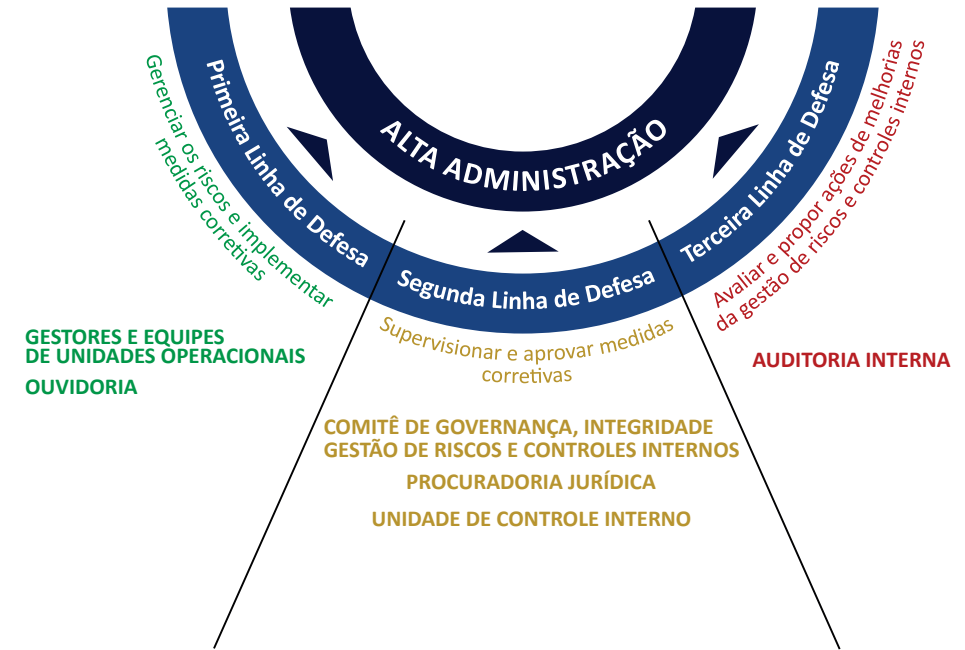 ALTA ADMINISTRAÇÃO
Primeira Linha de Defesa
Gerenciar os riscos e implementar
medidas corretivas
GESTORES E EQUIPES
DE UNIDADES OPERACIONAIS
OUVIDORIA
Segunda Linha de Defesa
Supervisionar e aprovar medidas
corretivas
COMITÊ DE GOVERNANÇA, INTEGRIDADE
GESTÃO DE RISCOS E CONTROLES INTERNOS
PROCURADORIA JURÍDICA
UNIDADE DE CONTROLE INTERNO
Terceira Linha de Defesa
Avaliar e propor ações de melhorias
da gestão de riscos e controles internos
AUDITORIA INTERNA